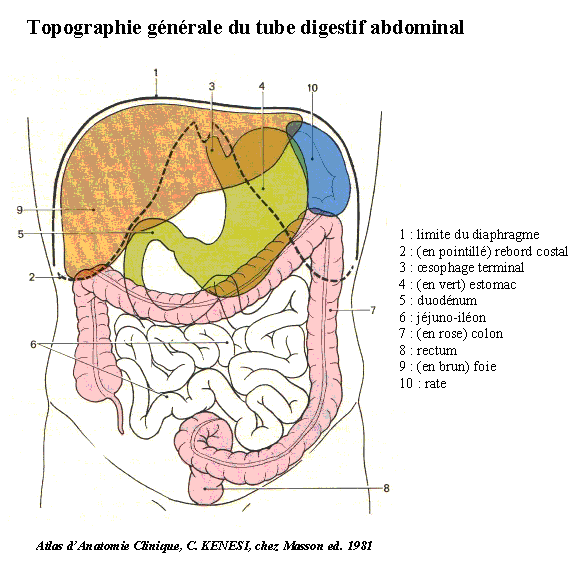 Topographie générale du tube digestif abdominal
1
3
4
10
9
5
2
6
7
8
1 : limite du diaphragme
2 : (en pointillé) rebord costal
3 : œsophage terminal
4 : (en vert) estomac
5 : duodénum
6 : jéjuno-iléon
7 : (en rose) colon
8 : rectum
9 : (en brun) foie
10 : rate
Atlas d'Anatomie Clinique, C. KENESI, chez Masson ed. 1981